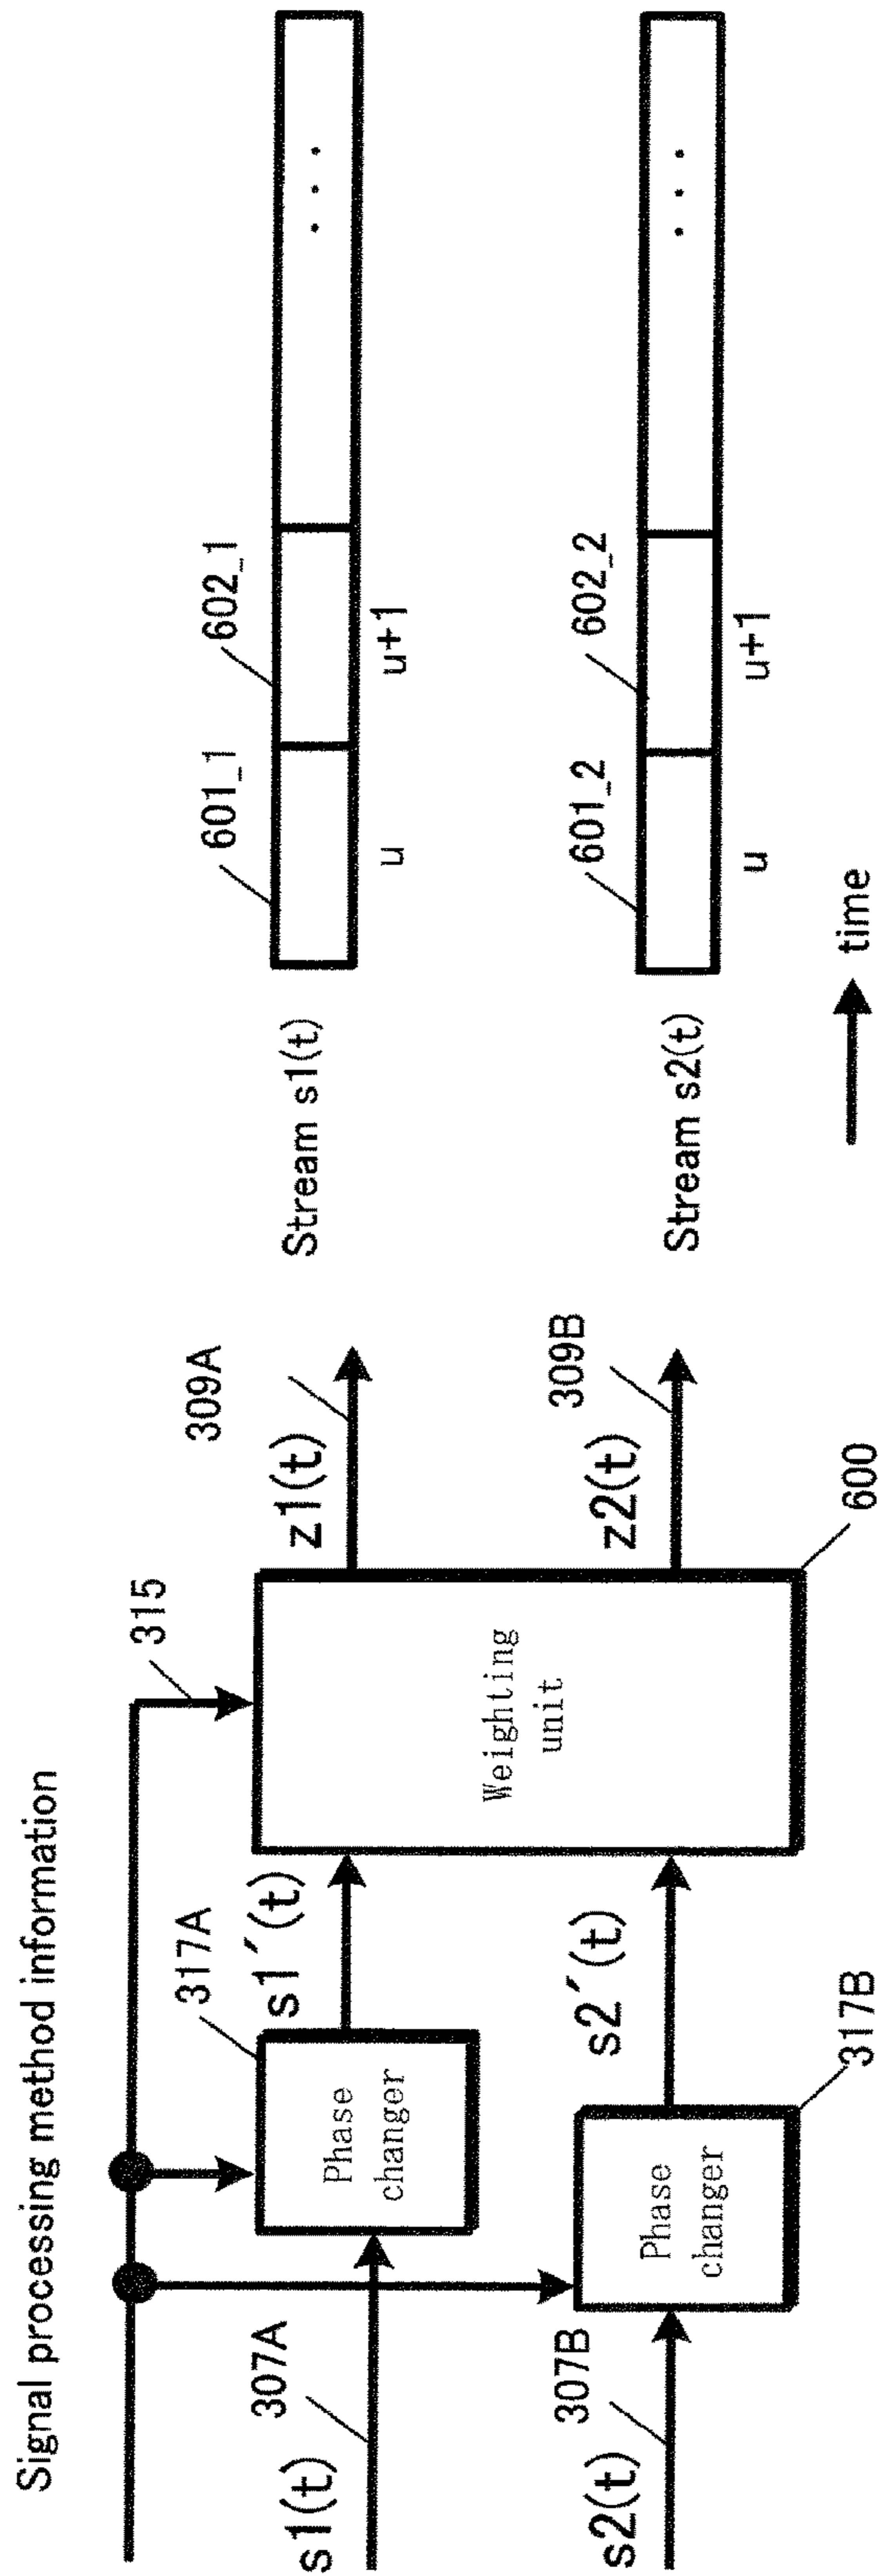 Signal processing method information
315
317A
309A
307A
s1(t)
Phase
changer
s1´(t)
z1(t)
Weighting
unit
307B
s2(t)
Phase
changer
s2´(t)
z2(t)
309B
317B
600
Stream s1(t)
601_1
602_1
. . .
u
u+1
Stream s2(t)
601_2
602_2
. . .
u
u+1
time